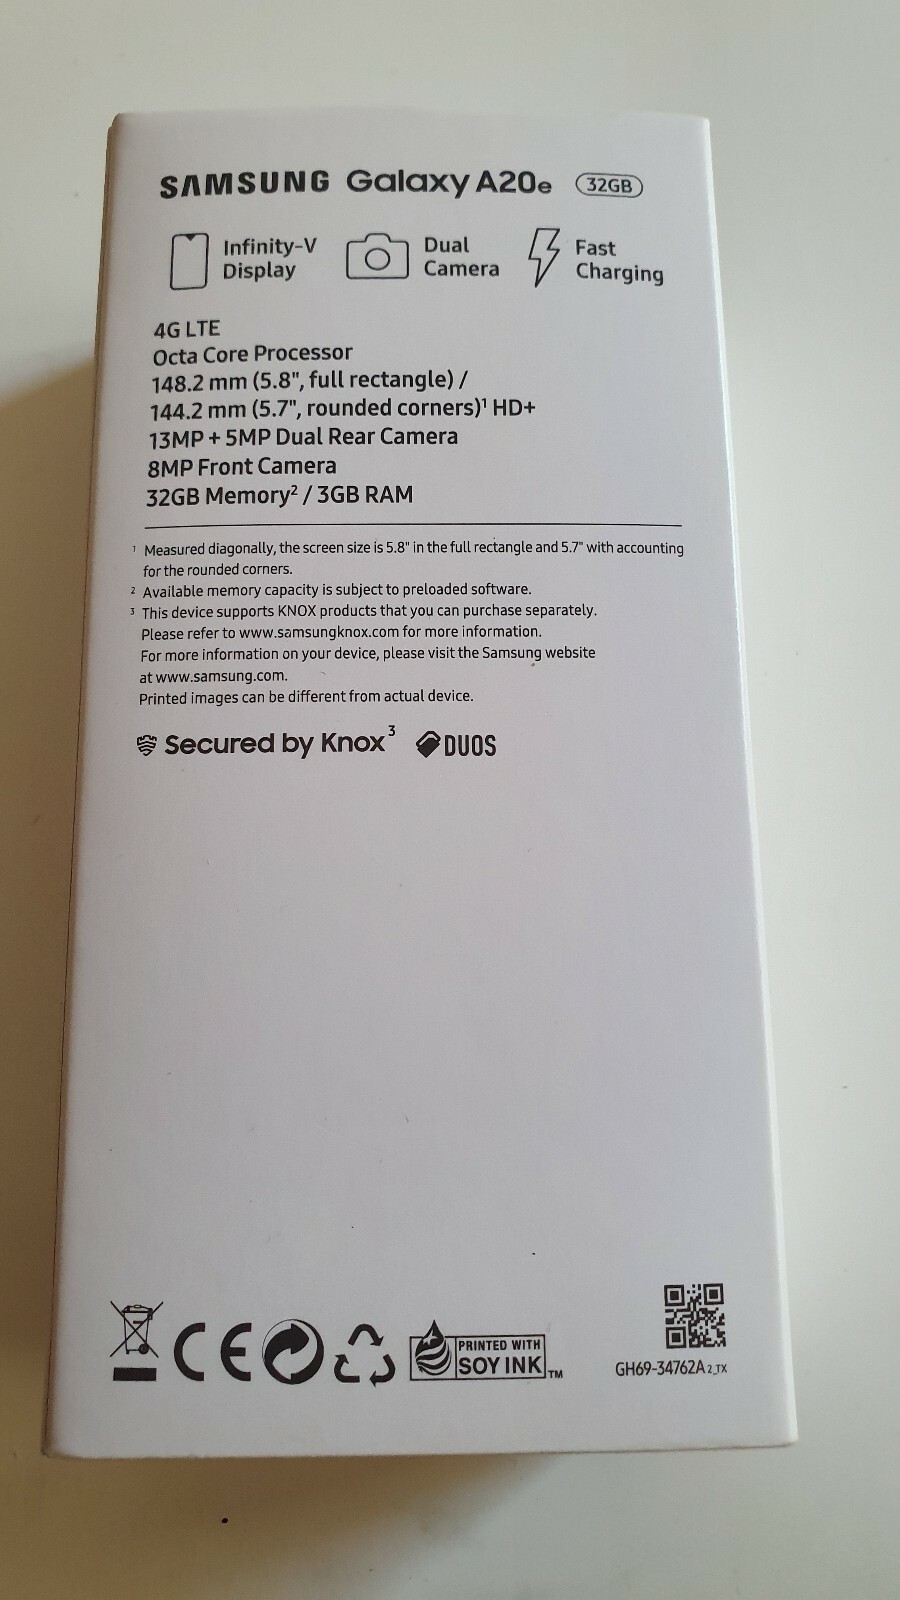 SAMSUNG Galaxy A20e 32GB
Infinity-V
Display
Dual
Camera
Fast
Charging
4G LTE
Octa Core Processor
148.2 mm (5.8", full rectangle) /
144.2 mm (5.7", rounded corners)¹ HD+
13MP + 5MP Dual Rear Camera
8MP Front Camera
32GB Memory² / 3GB RAM
¹ Measured diagonally, the screen size is 5.8" in the full rectangle and 5.7" with accounting
for the rounded corners.
² Available memory capacity is subject to preloaded software.
³ This device supports KNOX products that you can purchase separately.
Please refer to www.samsungknox.com for more information.
For more information on your device, please visit the Samsung website
at www.samsung.com.
Printed images can be different from actual device.
Secured by Knox³ DUOS
CE
PRINTED WITH
SOY INK™
GH69-34762A 2_TX